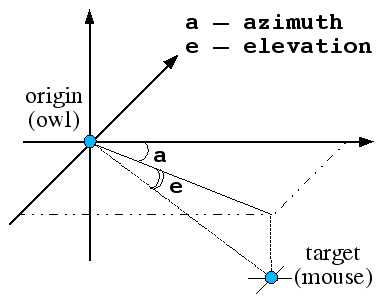 a – azimuth
e – elevation
origin
(owl)
a
e
target
(mouse)